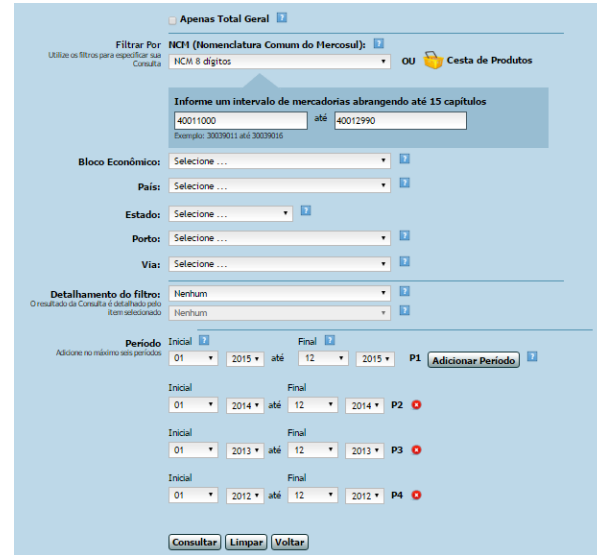 Apenas Total Geral ?
Filtrar Por NCM (Nomenclatura Comum do Mercosul): ?
Utilize os filtros para especificar sua
Consulta
NCM 8 dígitos OU Cesta de Produtos
Informe um intervalo de mercadorias abrangendo até 15 capítulos
40011000 até 40012990
Exemplo: 30039011 até 30039016
Bloco Econômico: Selecione ... ?
País: Selecione ... ?
Estado: Selecione ... ?
Porto: Selecione ... ?
Via: Selecione ... ?
Detalhamento do filtro: Nenhum ?
O resultado da Consulta é detalhado pelo
item selecionado
Nenhum ?
Período Inicial ? Final ?
Adicione no máximo seis períodos
01 2015 até 12 2015 P1 Adicionar Período ?
Inicial Final
01 2014 até 12 2014 P2
Inicial Final
01 2013 até 12 2013 P3
Inicial Final
01 2012 até 12 2012 P4
Consultar Limpar Voltar